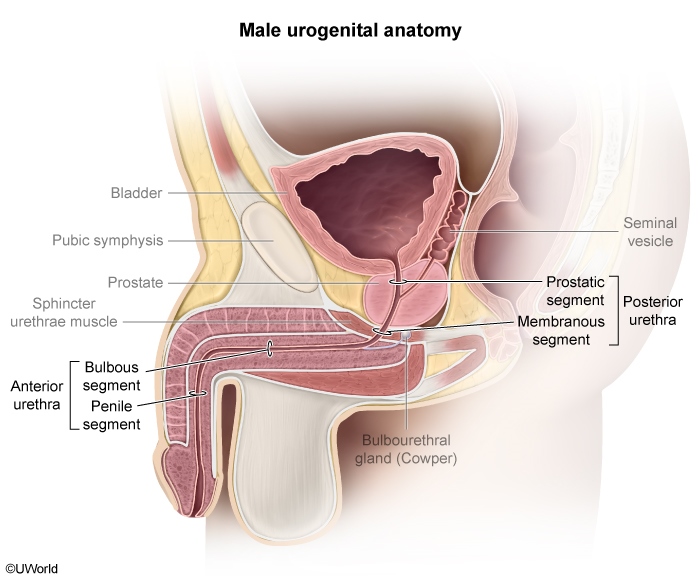 Male urogenital anatomy
Bladder
Pubic symphysis
Prostate
Sphincter
urethrae muscle
Anterior
urethra
Bulbous
segment
Penile
segment
Seminal
vesicle
Prostatic
segment
Membranous
segment
Posterior
urethra
Bulbourethral
gland (Cowper)
©UWorld